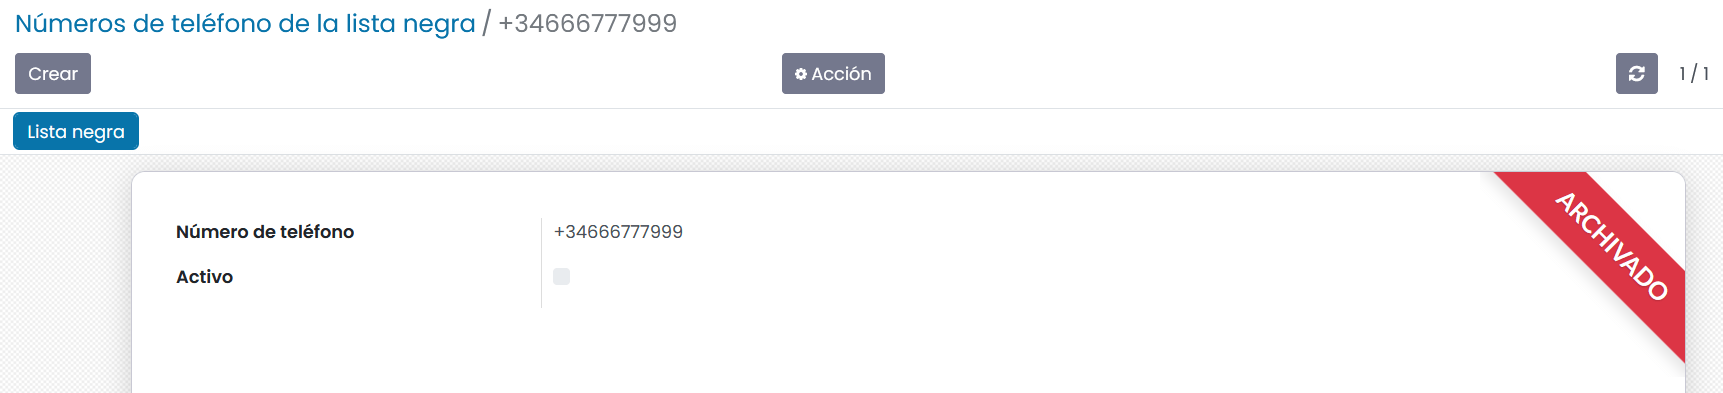 Números de teléfono de la lista negra / +34666777999
Crear
Acción
1 / 1
Lista negra
ARCHIVADO
Número de teléfono
+34666777999
Activo